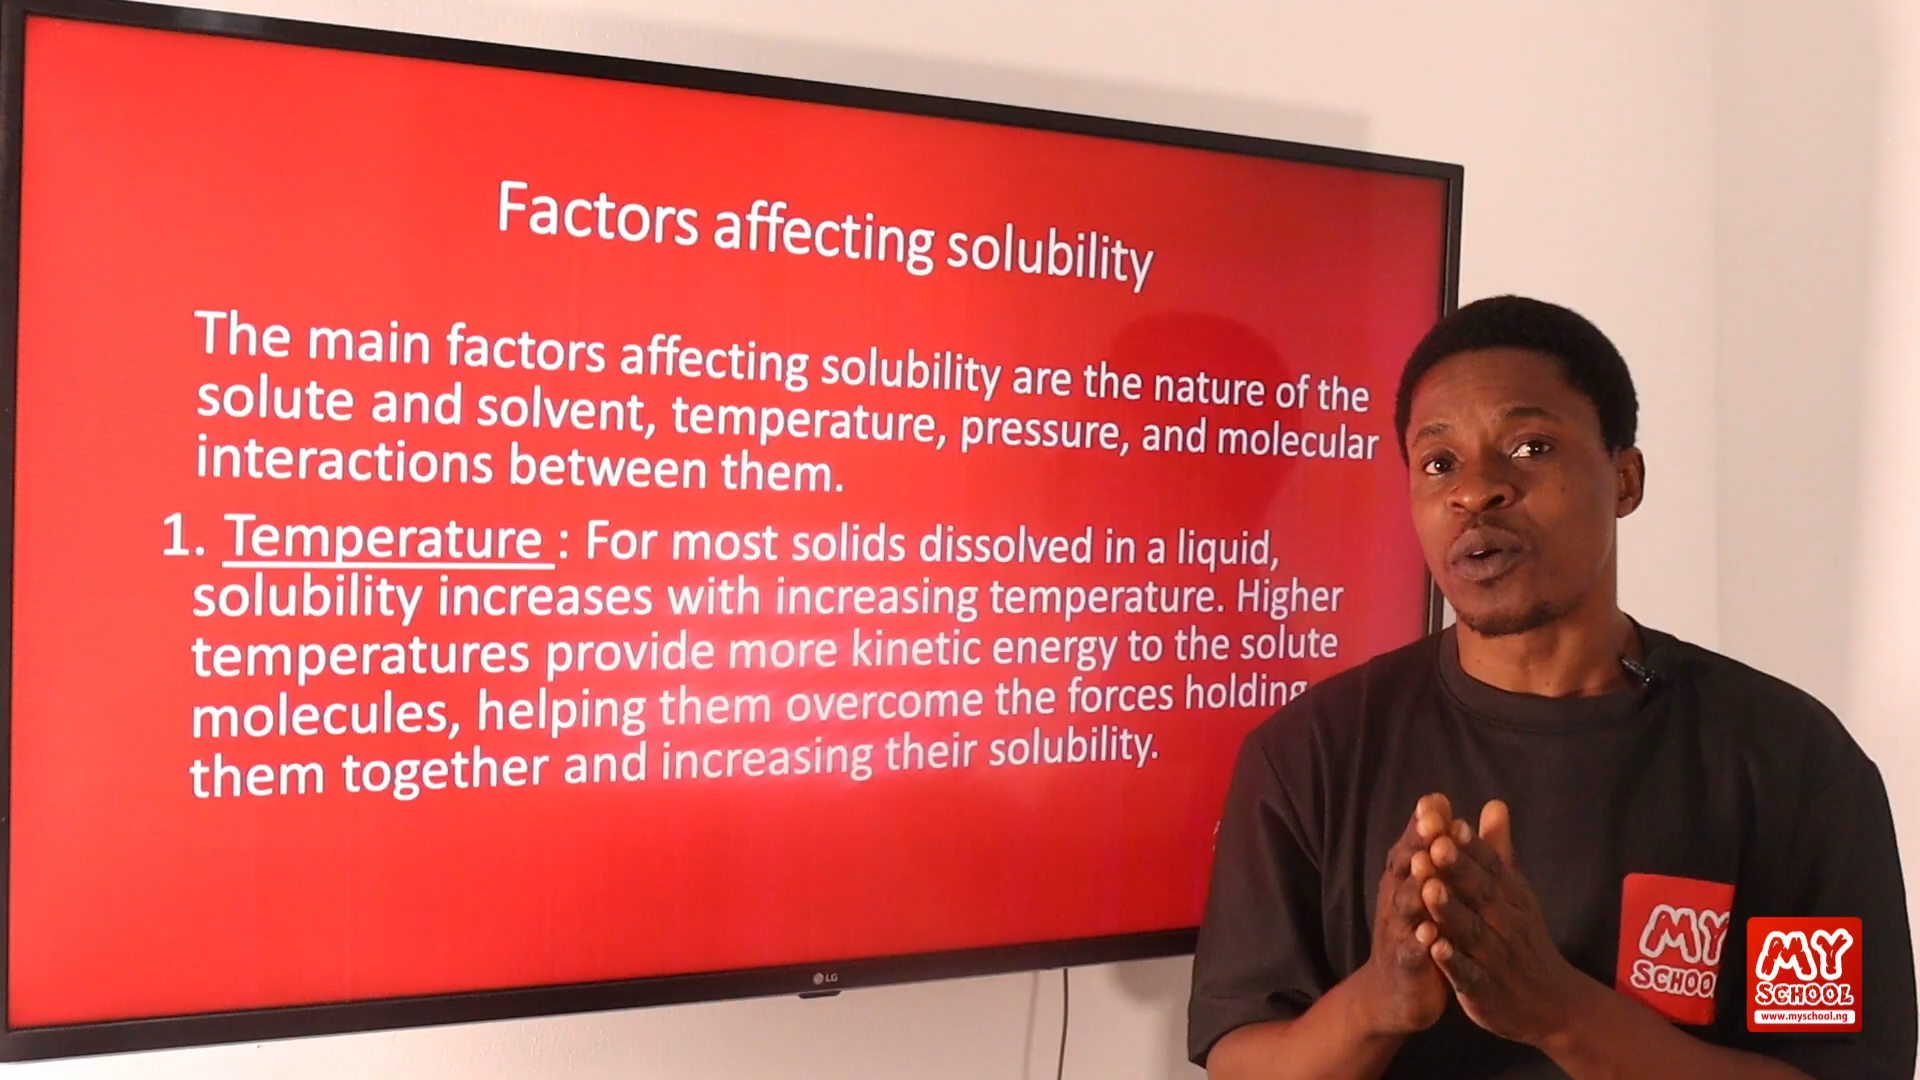 Factors affecting solubility
The main factors affecting solubility are the nature of the
solute and solvent, temperature, pressure, and molecular
interactions between them.
1. Temperature : For most solids dissolved in a liquid,
solubility increases with increasing temperature. Higher
temperatures provide more kinetic energy to the solute
molecules, helping them overcome the forces holding
them together and increasing their solubility.
LG
MY
SCHOOL
MY
SCHOOL
www.myschool.ng